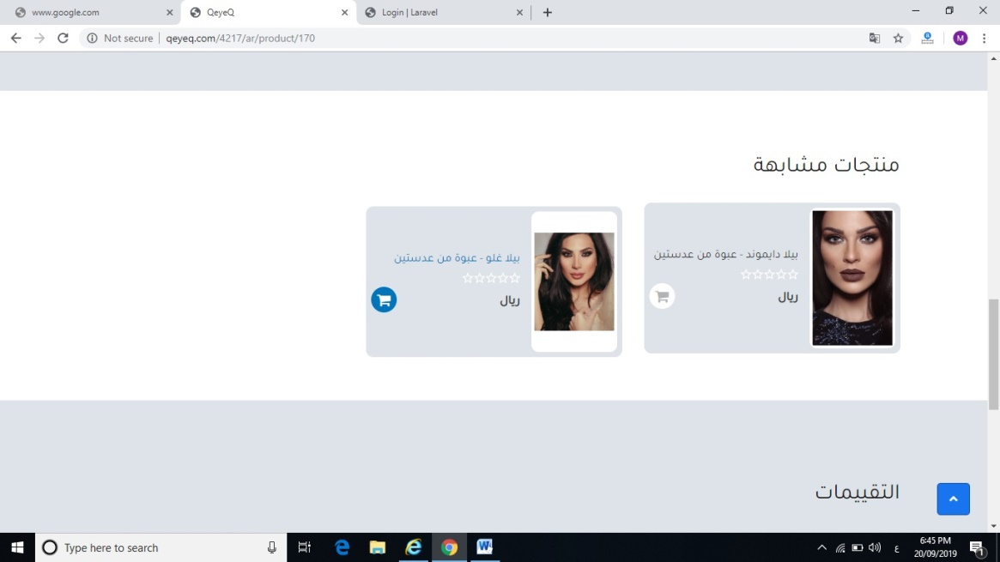 www.google.com
QeyeQ
Login | Laravel
Not secure
qeyeq.com/4217/ar/product/170
منتجات مشابهة
بيلا دايموند - عبوة من عدستين
ريال
بيلا غلو - عبوة من عدستين
ريال
التقييمات
Type here to search
ع
6:45 PM
20/09/2019